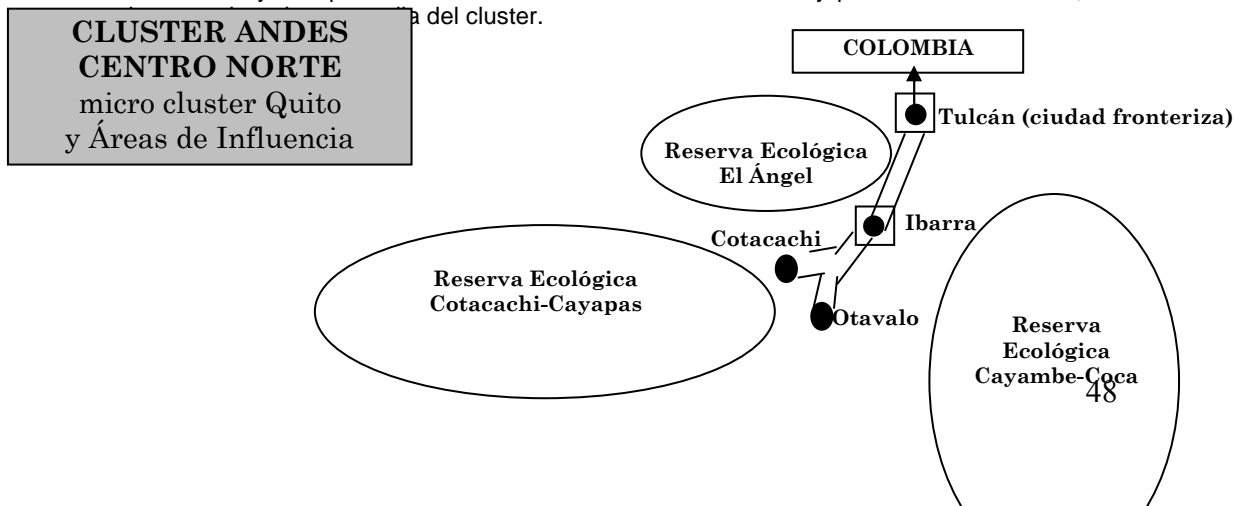 a del cluster.
CLUSTER ANDES
CENTRO NORTE
micro cluster Quito
y Áreas de Influencia
COLOMBIA
Tulcán (ciudad fronteriza)
Reserva Ecológica
El Ángel
Ibarra
Cotacachi
Reserva Ecológica
Cotacachi-Cayapas
Otavalo
Reserva
Ecológica
Cayambe-Coca
48